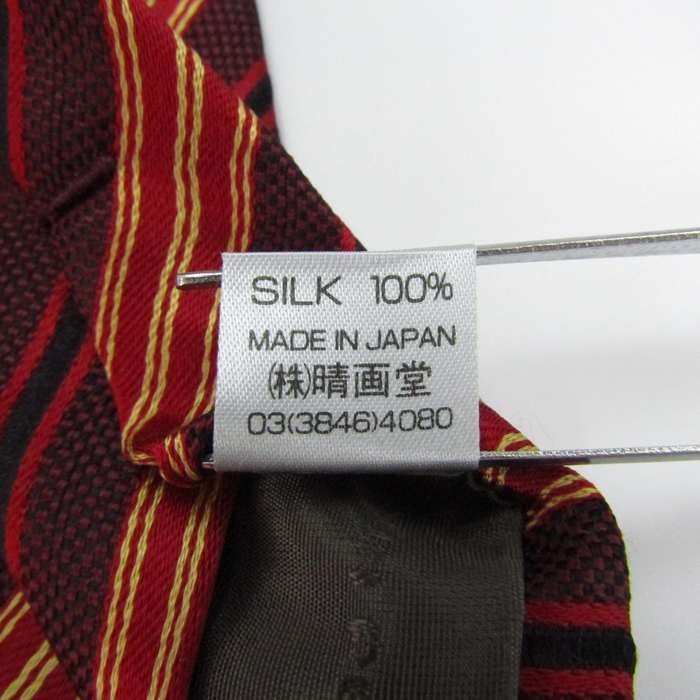 SILK 100%
MADE IN JAPAN
㈱晴画堂
03(3846)4080